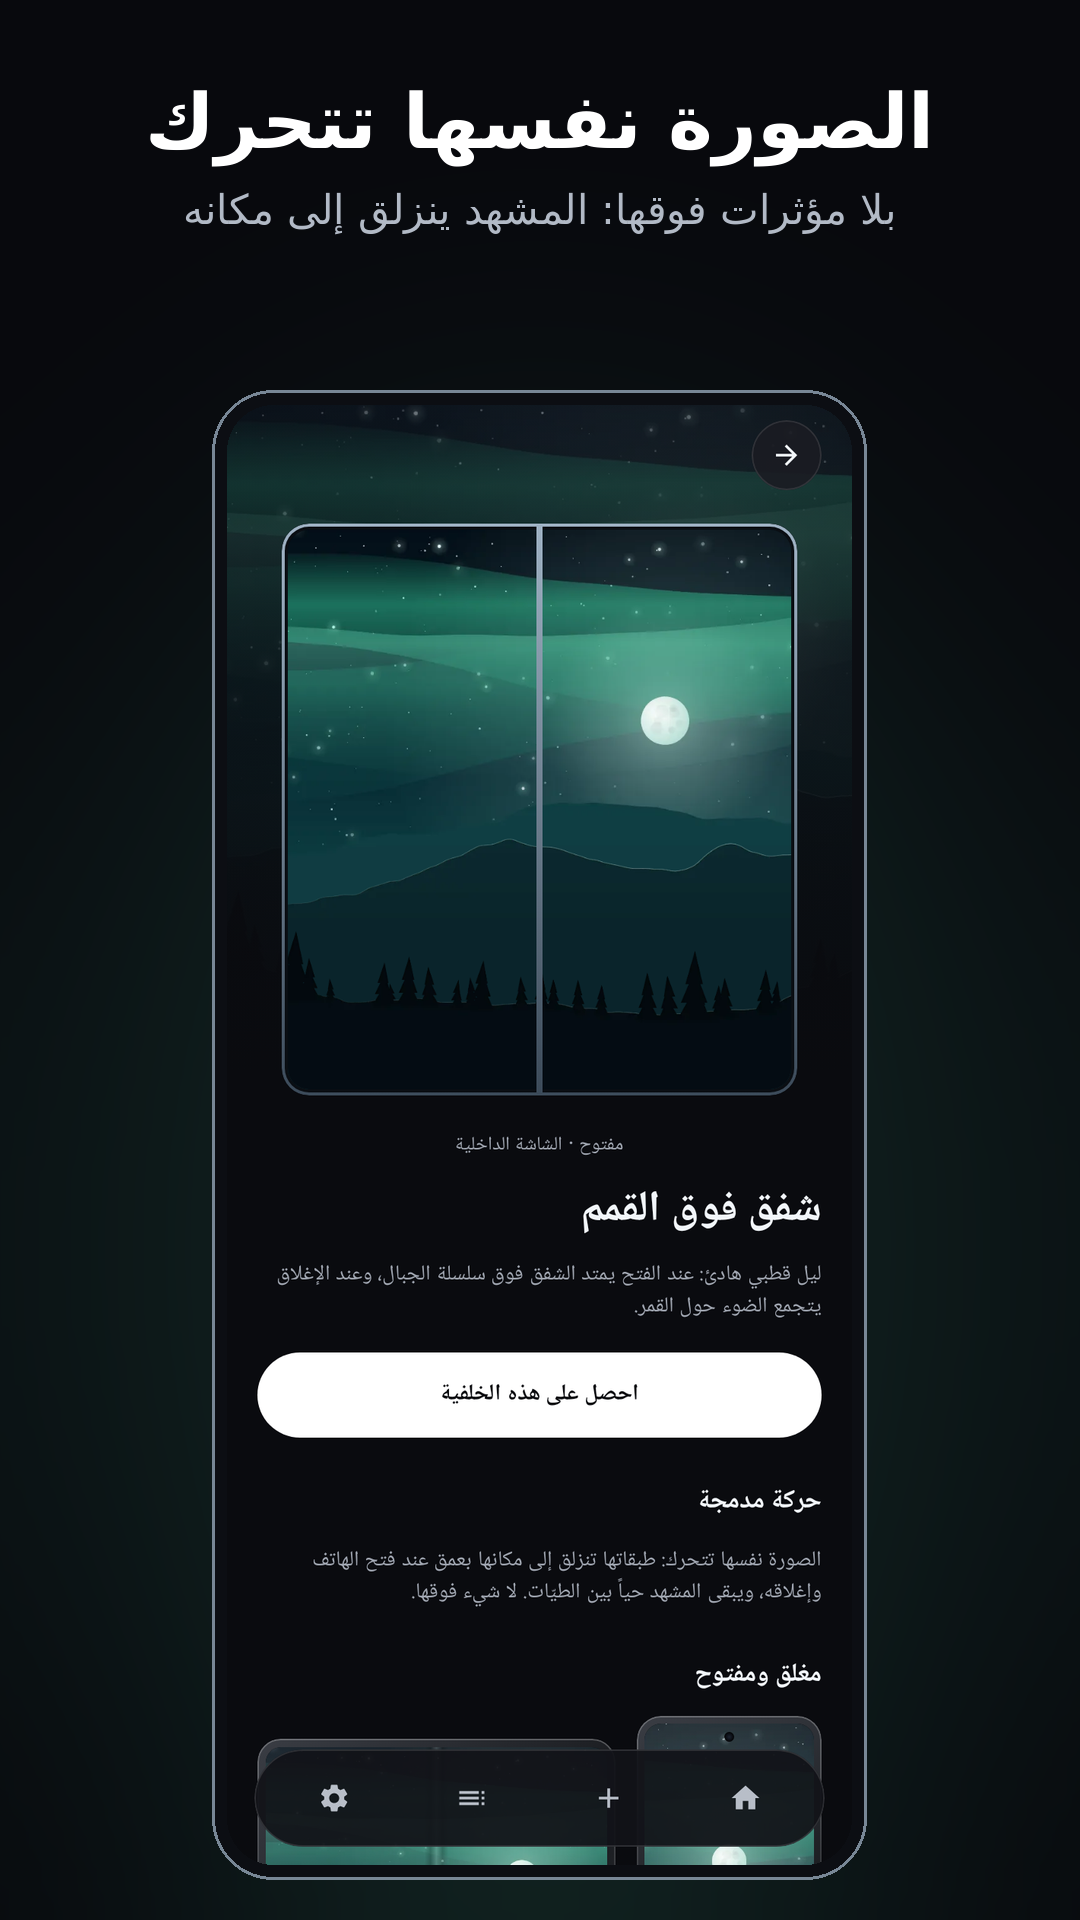 الصورة نفسها تتحرك
بلا مؤثرات فوقها: المشهد ينزلق إلى مكانه
مفتوح · الشاشة الداخلية
شفق فوق القمم
ليل قطبي هادئ: عند الفتح يمتد الشفق فوق سلسلة الجبال، وعند الإغلاق
يتجمع الضوء حول القمر.
احصل على هذه الخلفية
حركة مدمجة
الصورة نفسها تتحرك: طبقاتها تنزلق إلى مكانها بعمق عند فتح الهاتف
وإغلاقه، ويبقى المشهد حياً بين الطيّات. لا شيء فوقها.
مغلق ومفتوح